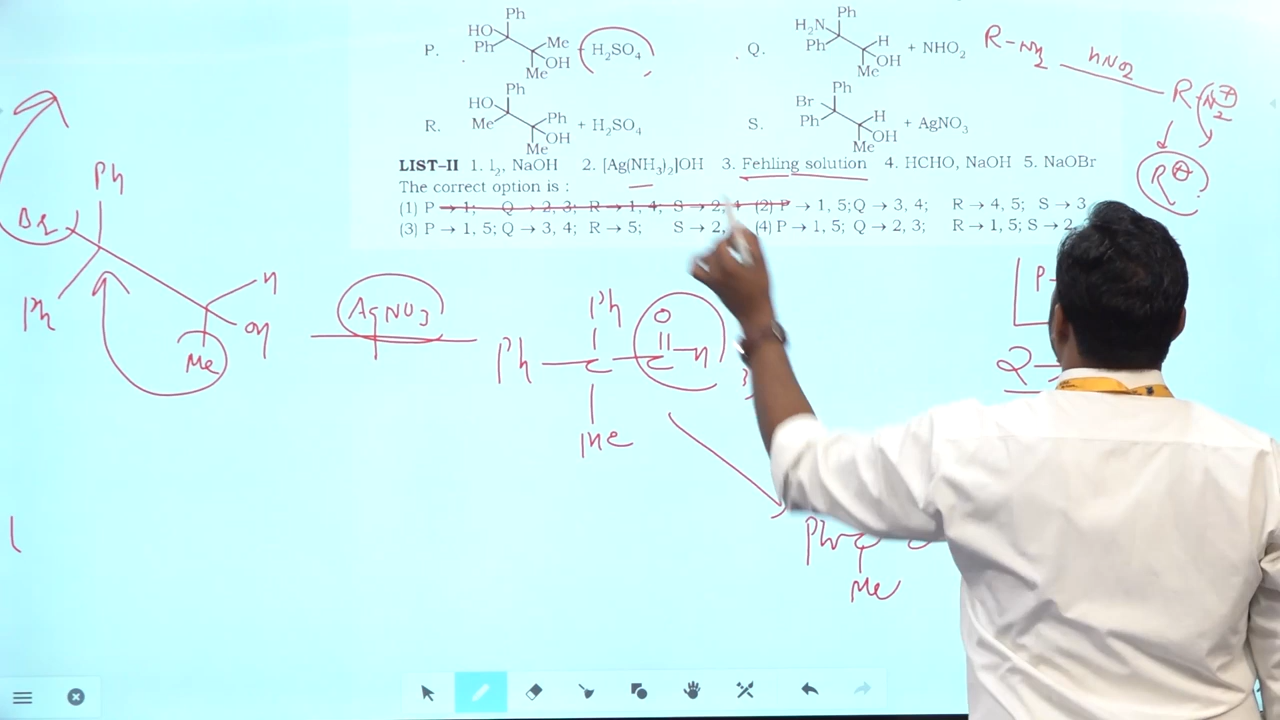 P.
Ph
HO
Ph
Me
OH
Me
+ H₂SO₄
Q.
Ph
H₂N
Ph
H
OH
Me
+ NHO₂
R.
Ph
HO
Me
Ph
OH
Me
+ H₂SO₄
S.
Ph
Br
Ph
H
OH
Me
+ AgNO₃
LIST-II 1. I₂, NaOH 2. [Ag(NH₃)₂]OH 3. Fehling solution 4. HCHO, NaOH 5. NaOBr
The correct option is :
(1) P → 1; Q → 2, 3; R → 1, 4; S → 2, 4 (2) P → 1, 5; Q → 3, 4; R → 4, 5; S → 3
(3) P → 1, 5; Q → 3, 4; R → 5; S → 2, (4) P → 1, 5; Q → 2, 3; R → 1, 5; S → 2
R-NH₂ HNO₂
R-N₂⊕
R⊕ ?
Ph
Br
Ph
H
OH
Me
AgNO₃
Ph
O
Ph — C — C — H
Me
P-
Q-
Ph
Me